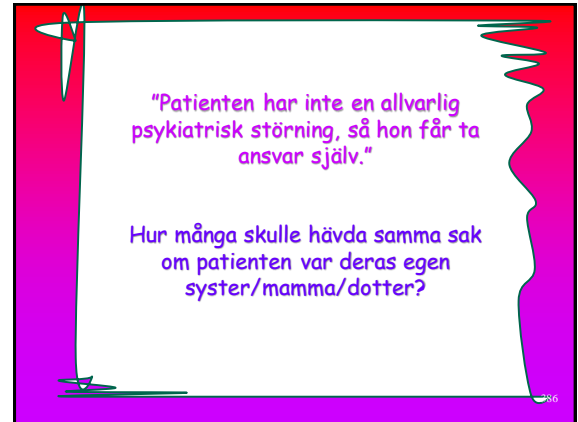 ”Patienten har inte en allvarlig
psykiatrisk störning, så hon får ta
ansvar själv.”
Hur många skulle hävda samma sak
om patienten var deras egen
syster/mamma/dotter?
386